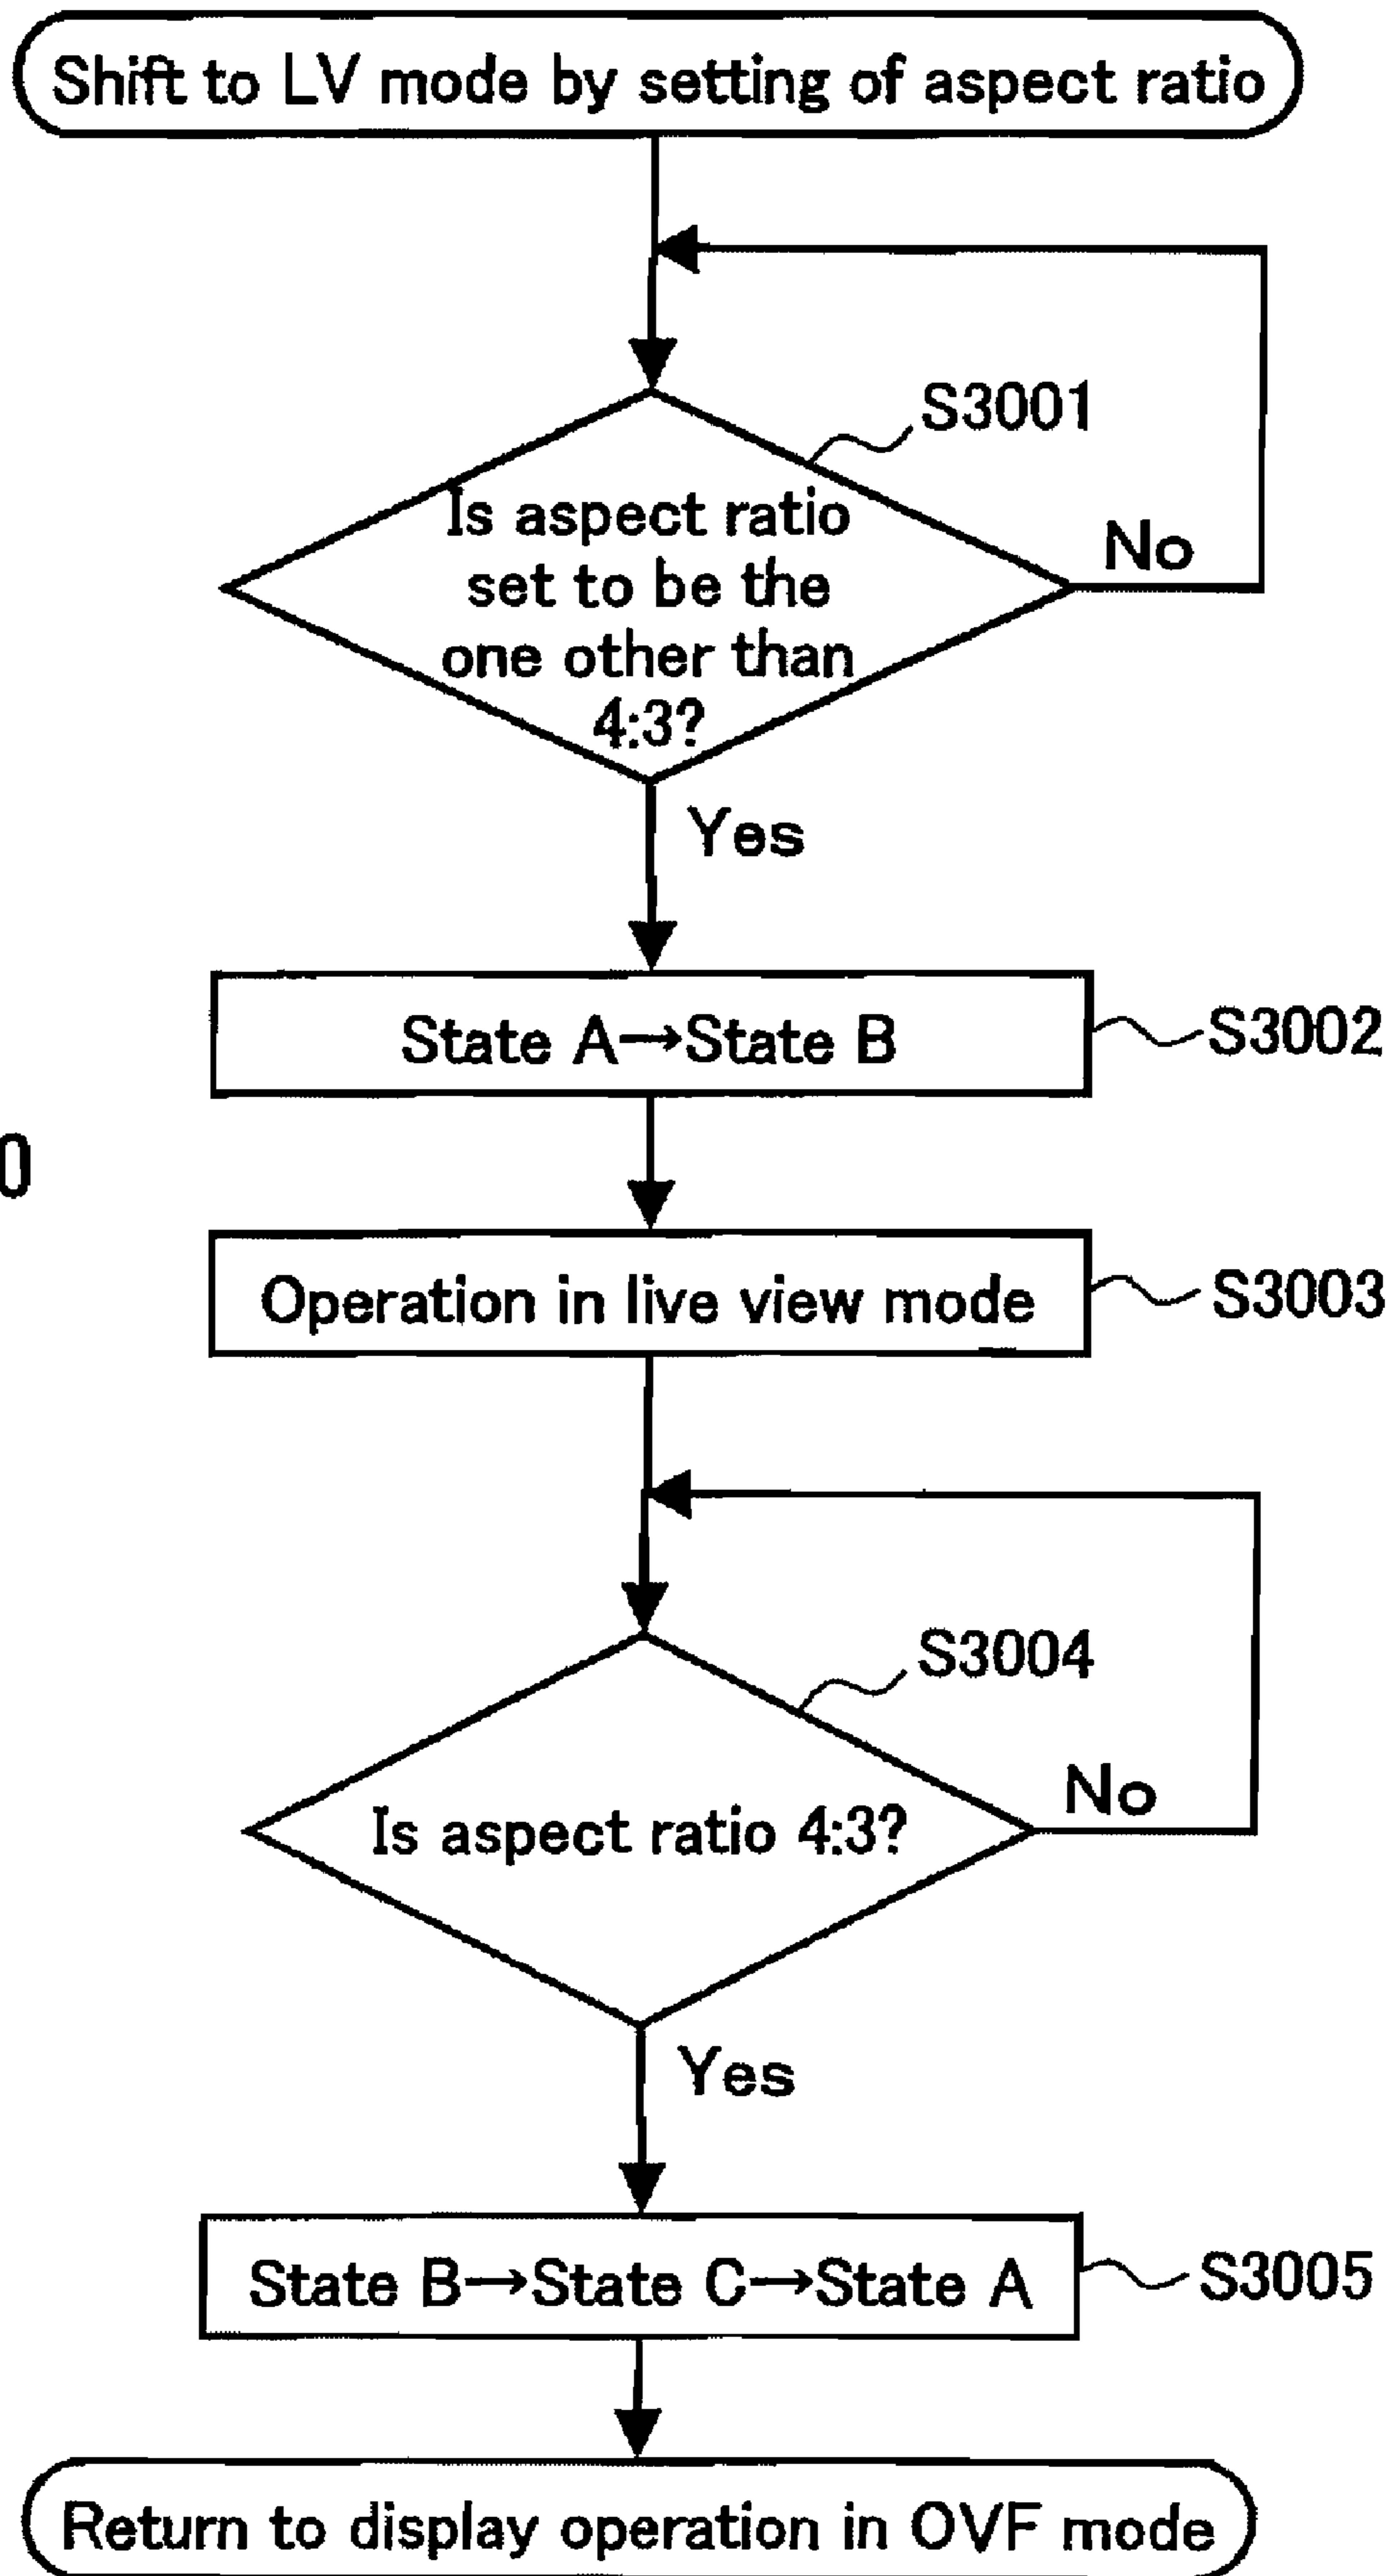 Shift to LV mode by setting of aspect ratio
S3001
Is aspect ratio
set to be the
one other than
4:3?
No
Yes
State A→State B
S3002
0
Operation in live view mode
S3003
S3004
Is aspect ratio 4:3?
No
Yes
State B→State C→State A
S3005
Return to display operation in OVF mode